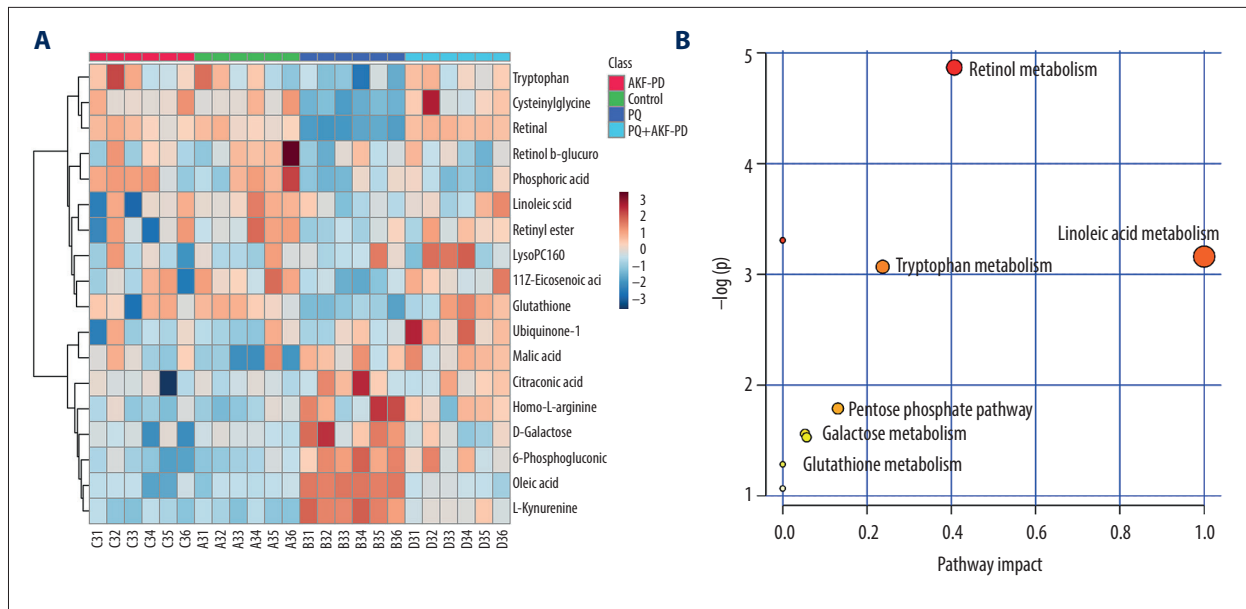 A
Class
AKF-PD
Control
PQ
PQ+AKF-PD
Tryptophan
Cysteinylglycine
Retinal
Retinol b-glucuro
Phosphoric acid
Linoleic scid
Retinyl ester
LysoPC160
11Z-Eicosenoic aci
Glutathione
Ubiquinone-1
Malic acid
Citraconic acid
Homo-L-arginine
D-Galactose
6-Phosphogluconic
Oleic acid
L-Kynurenine
3
2
1
0
−1
−2
−3
C31 C32 C33 C34 C35 C36 A31 A32 A33 A34 A35 A36 B31 B32 B33 B34 B35 B36 D31 D32 D33 D34 D35 D36
B
5
4
3
2
1
−log (p)
Retinol metabolism
Linoleic acid metabolism
Tryptophan metabolism
Pentose phosphate pathway
Galactose metabolism
Glutathione metabolism
0.0 0.2 0.4 0.6 0.8 1.0
Pathway impact